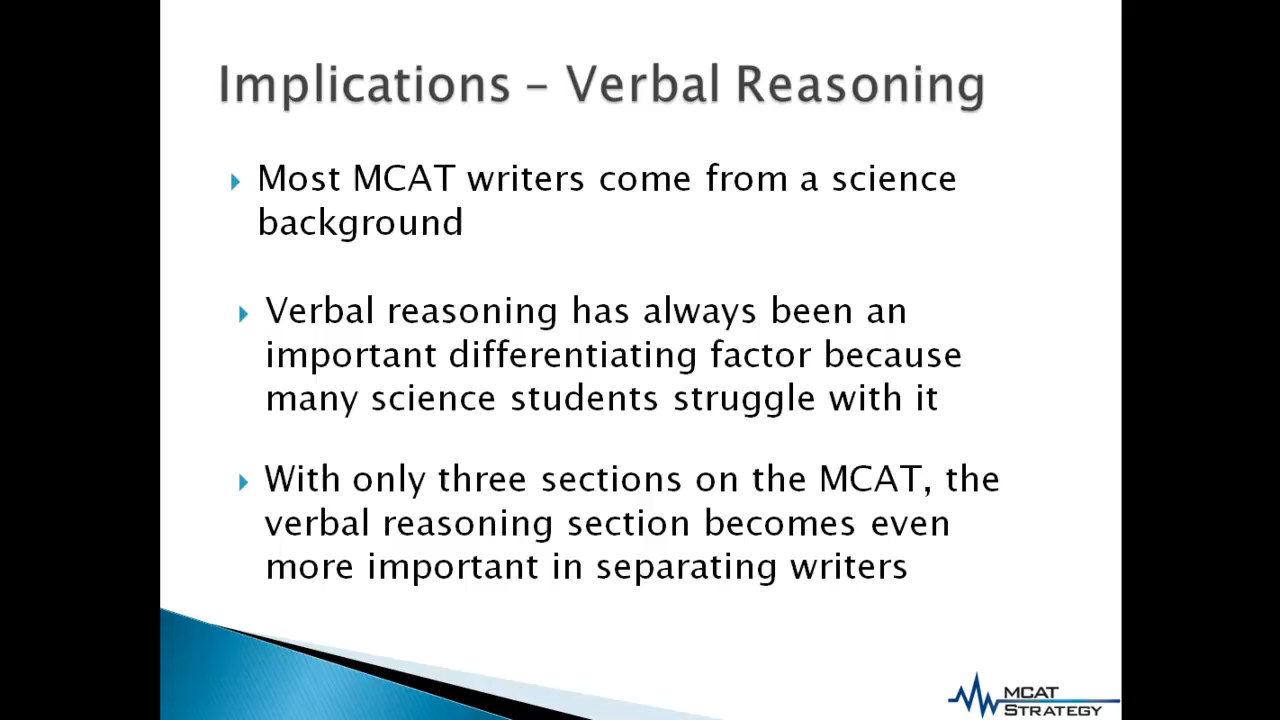 Implications – Verbal Reasoning
Most MCAT writers come from a science
background
Verbal reasoning has always been an
important differentiating factor because
many science students struggle with it
With only three sections on the MCAT, the
verbal reasoning section becomes even
more important in separating writers
MCAT
STRATEGY